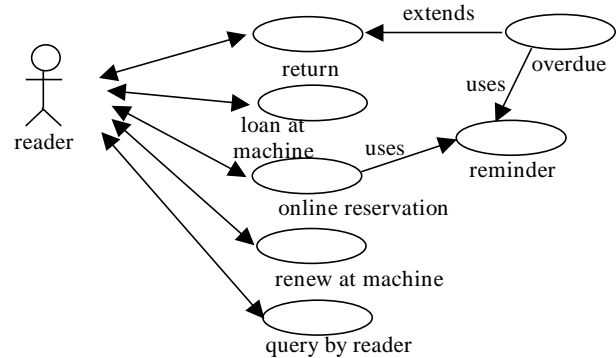 extends
return
overdue
uses
reader
loan at
machine
uses
reminder
online reservation
renew at machine
query by reader